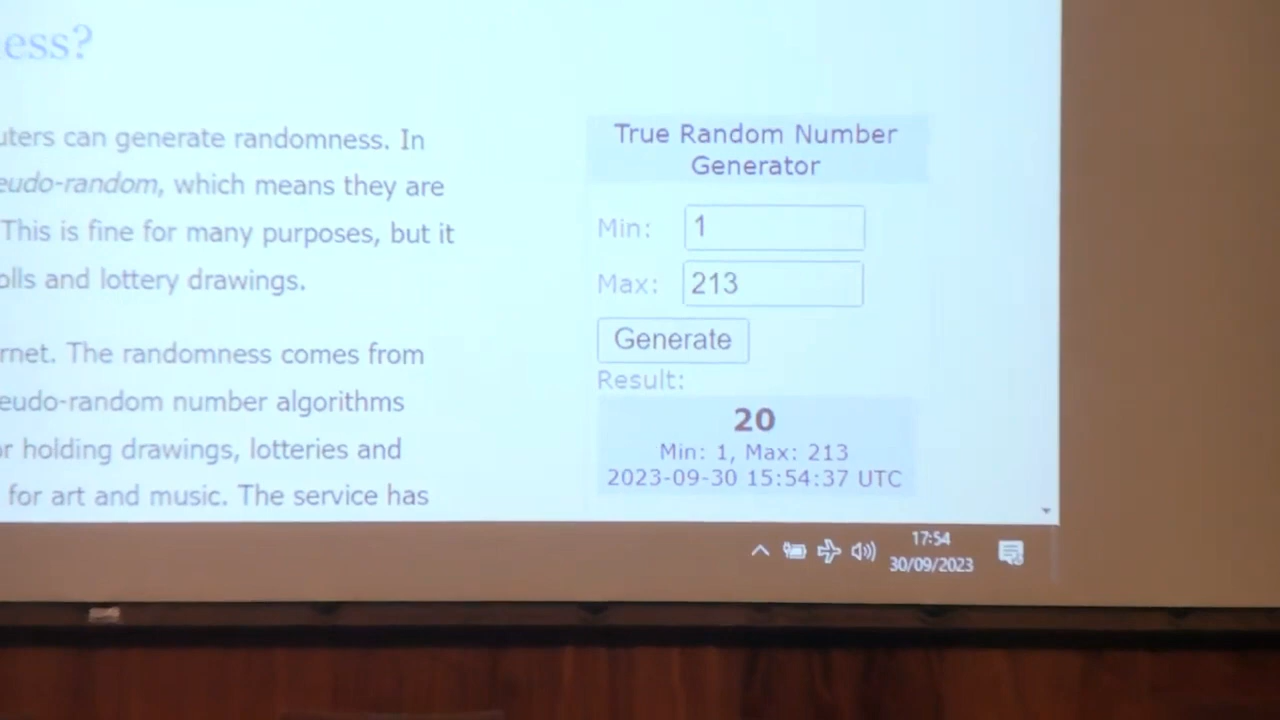 ess?
uters can generate randomness. In
eudo-random, which means they are
This is fine for many purposes, but it
olls and lottery drawings.
rnet. The randomness comes from
eudo-random number algorithms
or holding drawings, lotteries and
for art and music. The service has
True Random Number
Generator
Min: 1
Max: 213
Generate
Result:
20
Min: 1, Max: 213
2023-09-30 15:54:37 UTC
17:54
30/09/2023